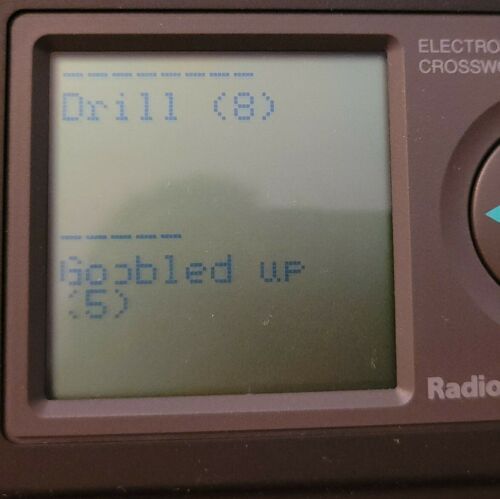 ELECTRO
CROSSW
Drill (8)
Gobbled up
(5)
Radio